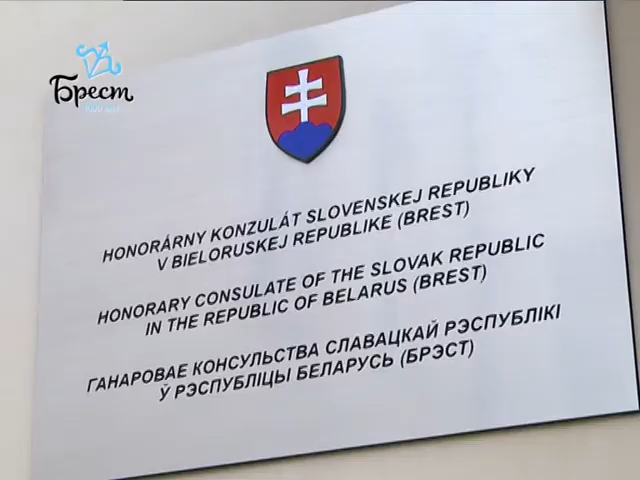 Брест
HONORÁRNY KONZULÁT SLOVENSKEJ REPUBLIKY
V BIELORUSKEJ REPUBLIKE (BREST)
HONORARY CONSULATE OF THE SLOVAK REPUBLIC
IN THE REPUBLIC OF BELARUS (BREST)
ГАНАРОВАЕ КОНСУЛЬСТВА СЛАВАЦКАЙ РЭСПУБЛІКІ
Ў РЭСПУБЛІЦЫ БЕЛАРУСЬ (БРЭСТ)